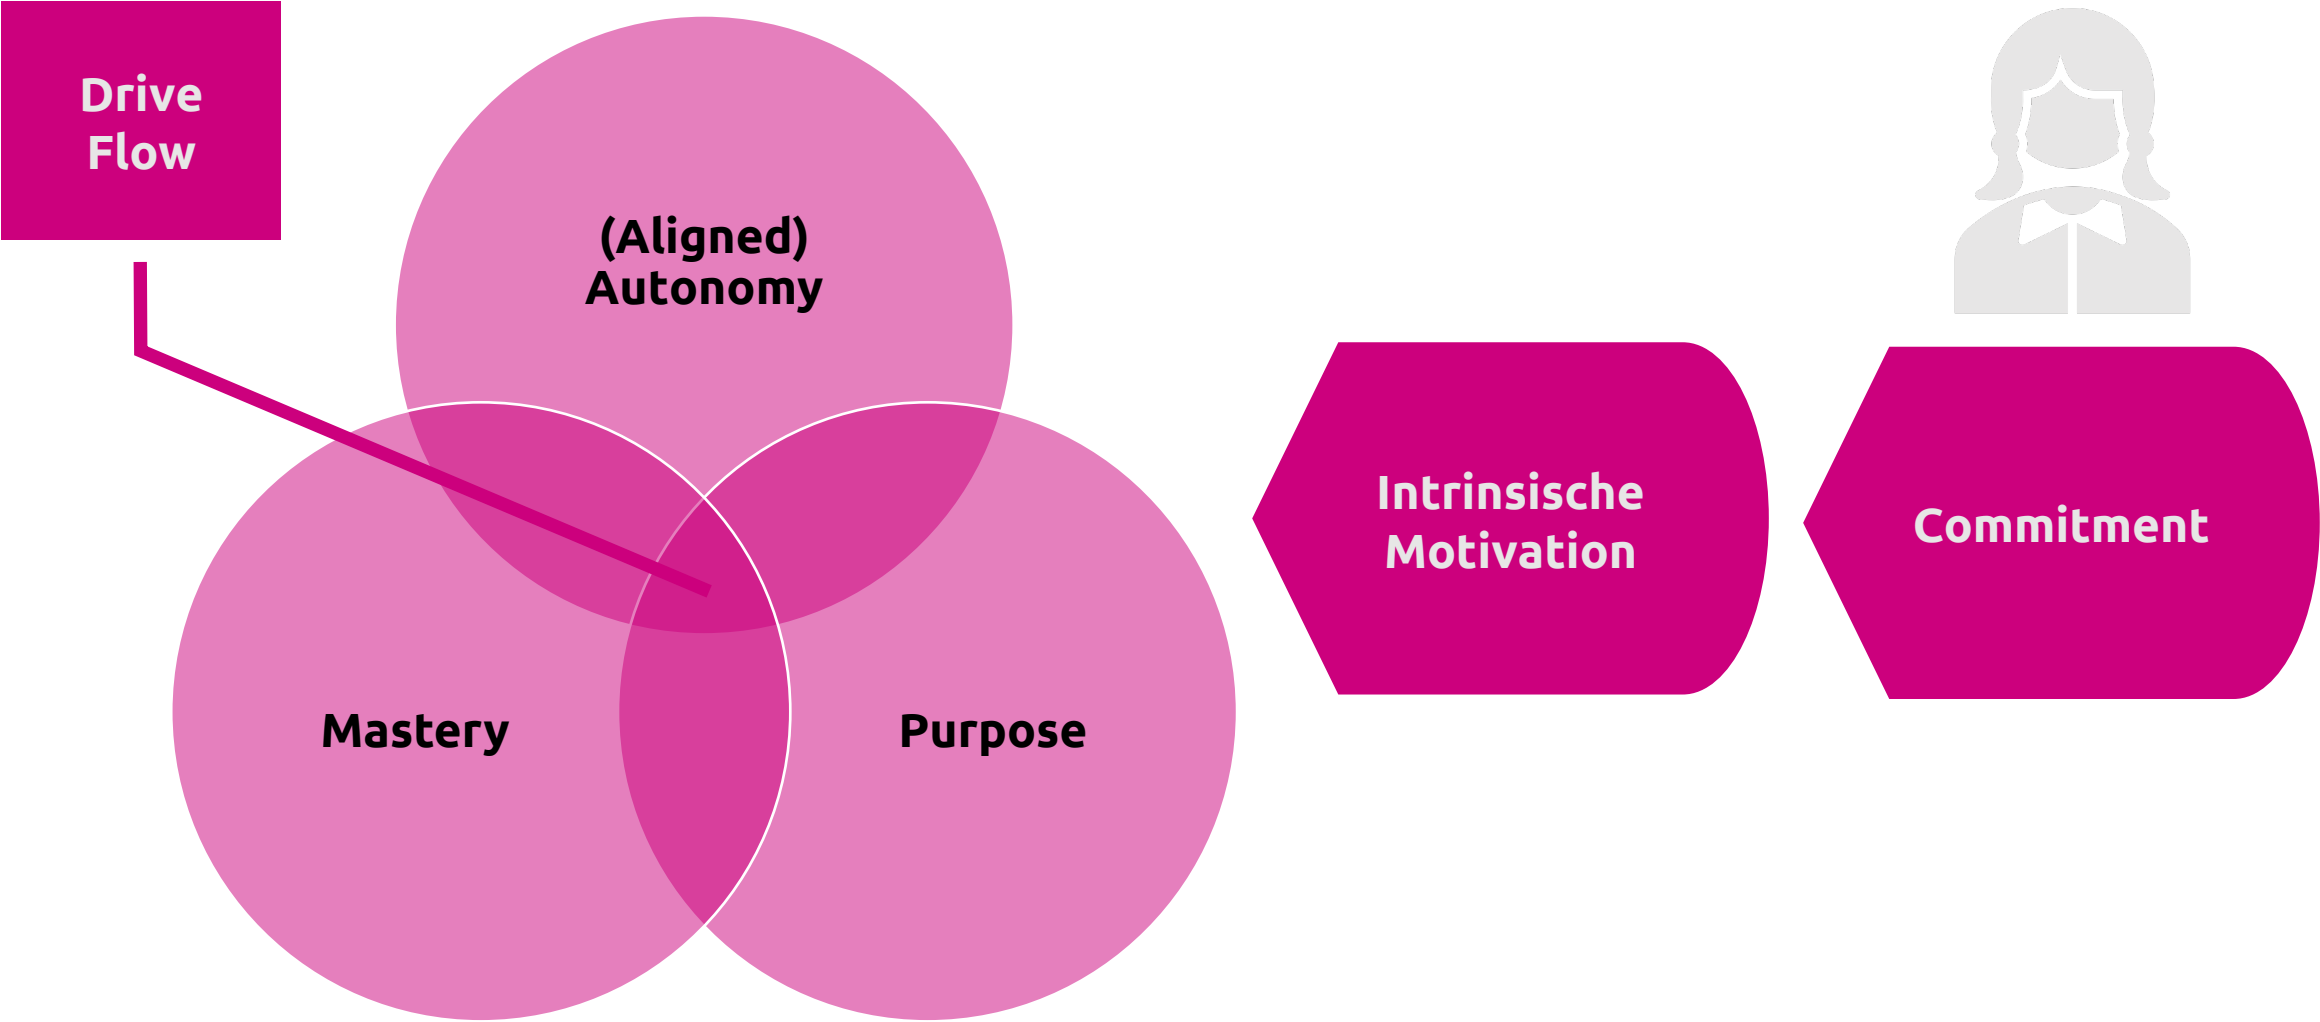 Drive
Flow
(Aligned)
Autonomy
Mastery
Purpose
Intrinsische
Motivation
Commitment